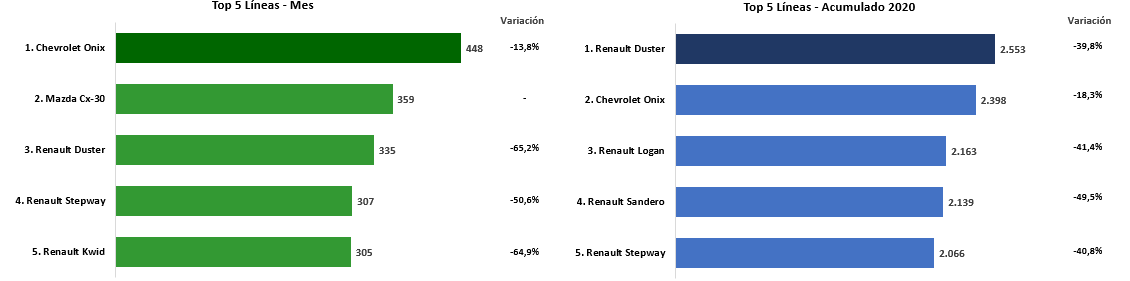 Top 5 Líneas - Mes
Variación
1. Chevrolet Onix 448 -13,8%
2. Mazda Cx-30 359 -
3. Renault Duster 335 -65,2%
4. Renault Stepway 307 -50,6%
5. Renault Kwid 305 -64,9%
Top 5 Líneas - Acumulado 2020
Variación
1. Renault Duster 2.553 -39,8%
2. Chevrolet Onix 2.398 -18,3%
3. Renault Logan 2.163 -41,4%
4. Renault Sandero 2.139 -49,5%
5. Renault Stepway 2.066 -40,8%